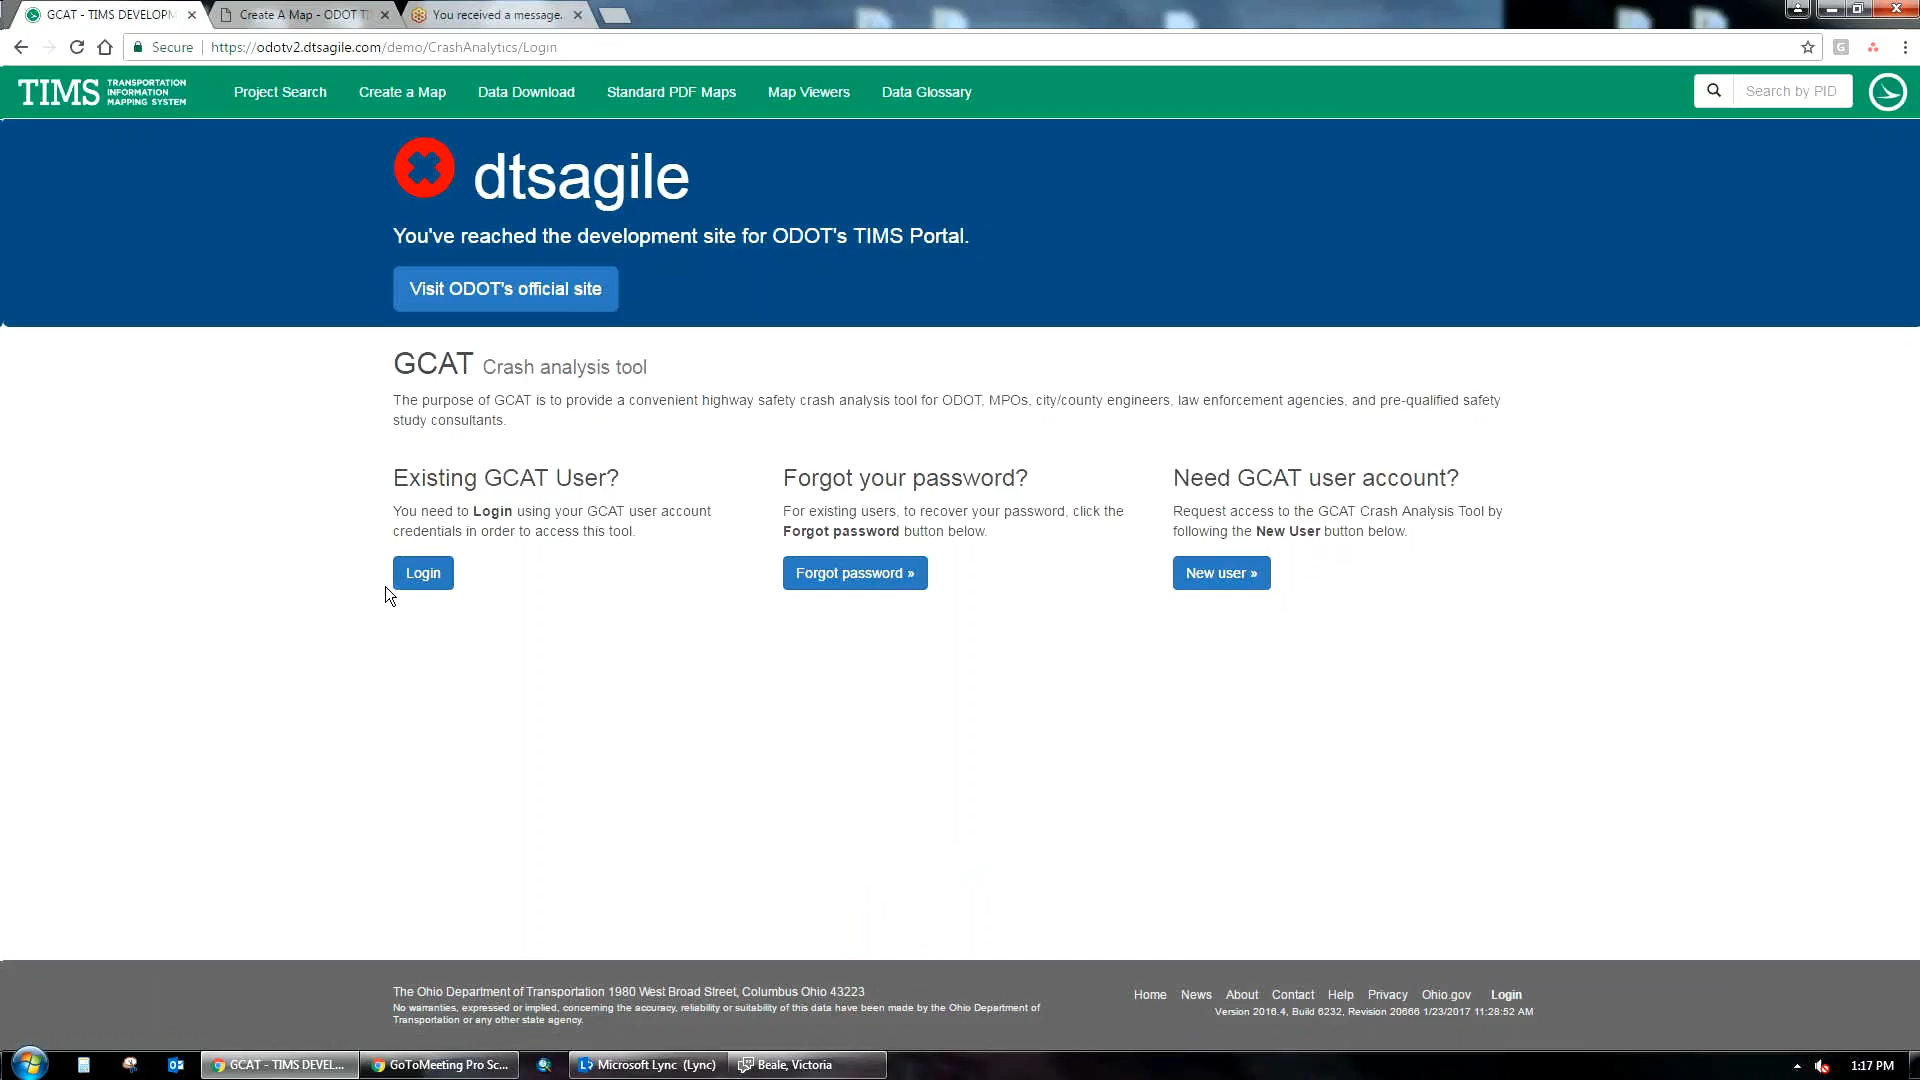 GCAT - TIMS DEVELOPM
Create A Map - ODOT TI
You received a message.
Secure
https://odotv2.dtsagile.com/demo/CrashAnalytics/Login
G
TIMS
TRANSPORTATION
INFORMATION
MAPPING SYSTEM
Project Search
Create a Map
Data Download
Standard PDF Maps
Map Viewers
Data Glossary
Search by PID
dtsagile
You've reached the development site for ODOT's TIMS Portal.
Visit ODOT's official site
GCAT Crash analysis tool
The purpose of GCAT is to provide a convenient highway safety crash analysis tool for ODOT, MPOs, city/county engineers, law enforcement agencies, and pre-qualified safety
study consultants.
Existing GCAT User?
You need to Login using your GCAT user account
credentials in order to access this tool.
Login
Forgot your password?
For existing users, to recover your password, click the
Forgot password button below.
Forgot password »
Need GCAT user account?
Request access to the GCAT Crash Analysis Tool by
following the New User button below.
New user »
The Ohio Department of Transportation 1980 West Broad Street, Columbus Ohio 43223
No warranties, expressed or implied, concerning the accuracy, reliability or suitability of this data have been made by the Ohio Department of
Transportation or any other state agency.
Home News About Contact Help Privacy Ohio.gov Login
Version 2016.4, Build 6232, Revision 20666 1/23/2017 11:28:52 AM
GCAT - TIMS DEVEL...
GoToMeeting Pro Sc...
Microsoft Lync (Lync)
Beale, Victoria
1:17 PM